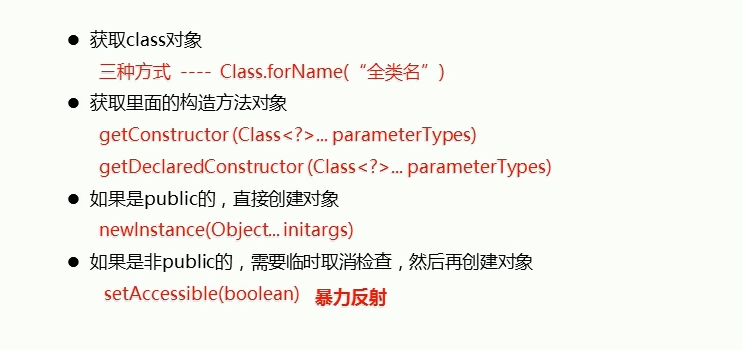 ● 获取class对象
三种方式 ---- Class.forName(“全类名”)
● 获取里面的构造方法对象
getConstructor (Class<?>... parameterTypes)
getDeclaredConstructor (Class<?>... parameterTypes)
● 如果是public的，直接创建对象
newInstance(Object... initargs)
● 如果是非public的，需要临时取消检查，然后再创建对象
setAccessible(boolean) 暴力反射